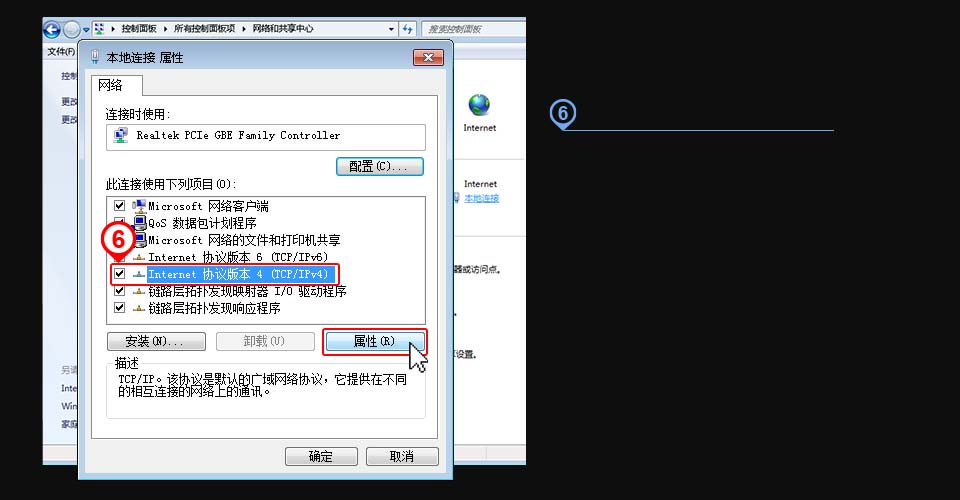 控制面板 所有控制面板项 网络和共享中心 搜索控制面板
文件(F)
本地连接 属性
网络
连接时使用:
Realtek PCIe GBE Family Controller
配置(C)...
此连接使用下列项目(O):
Microsoft 网络客户端
QoS 数据包计划程序
Microsoft 网络的文件和打印机共享
Internet 协议版本 6 (TCP/IPv6)
6
Internet 协议版本 4 (TCP/IPv4)
链路层拓扑发现映射器 I/O 驱动程序
链路层拓扑发现响应程序
安装(N)...
卸载(U)
属性(R)
描述
TCP/IP。该协议是默认的广域网络协议，它提供在不同
的相互连接的网络上的通讯。
确定
取消
控制
更改
更改
另请
Inte
Win
家庭
Internet
Internet
本地连接
器或访问点。
设置。
6